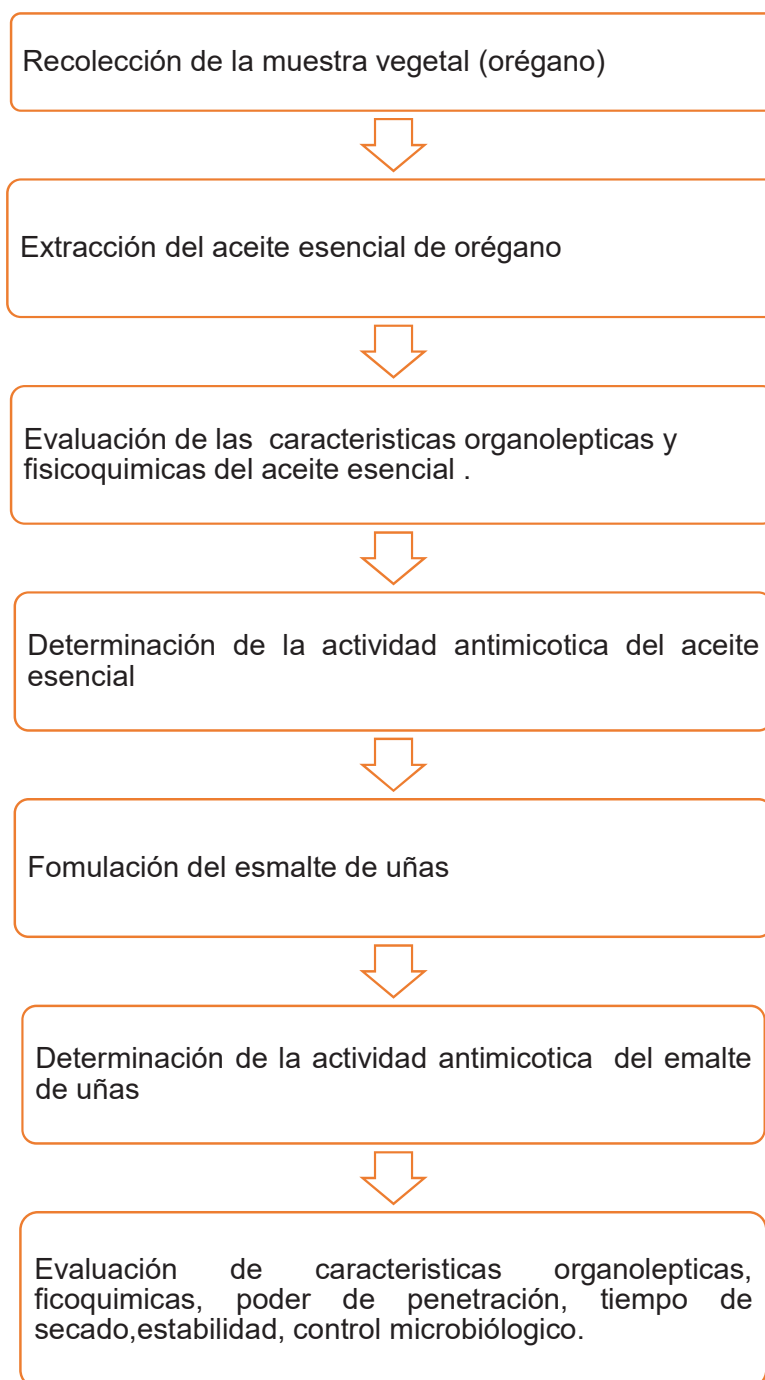 Recolección de la muestra vegetal (orégano)
Extracción del aceite esencial de orégano
Evaluación de las  caracteristicas organolepticas y
fisicoquimicas del aceite esencial .
Determinación de la actividad antimicotica del aceite
esencial
Fomulación del esmalte de uñas
Determinación de la actividad antimicotica  del emalte
de uñas
Evaluación de caracteristicas organolepticas,
ficoquimicas, poder de penetración, tiempo de
secado,estabilidad, control microbiólogico.